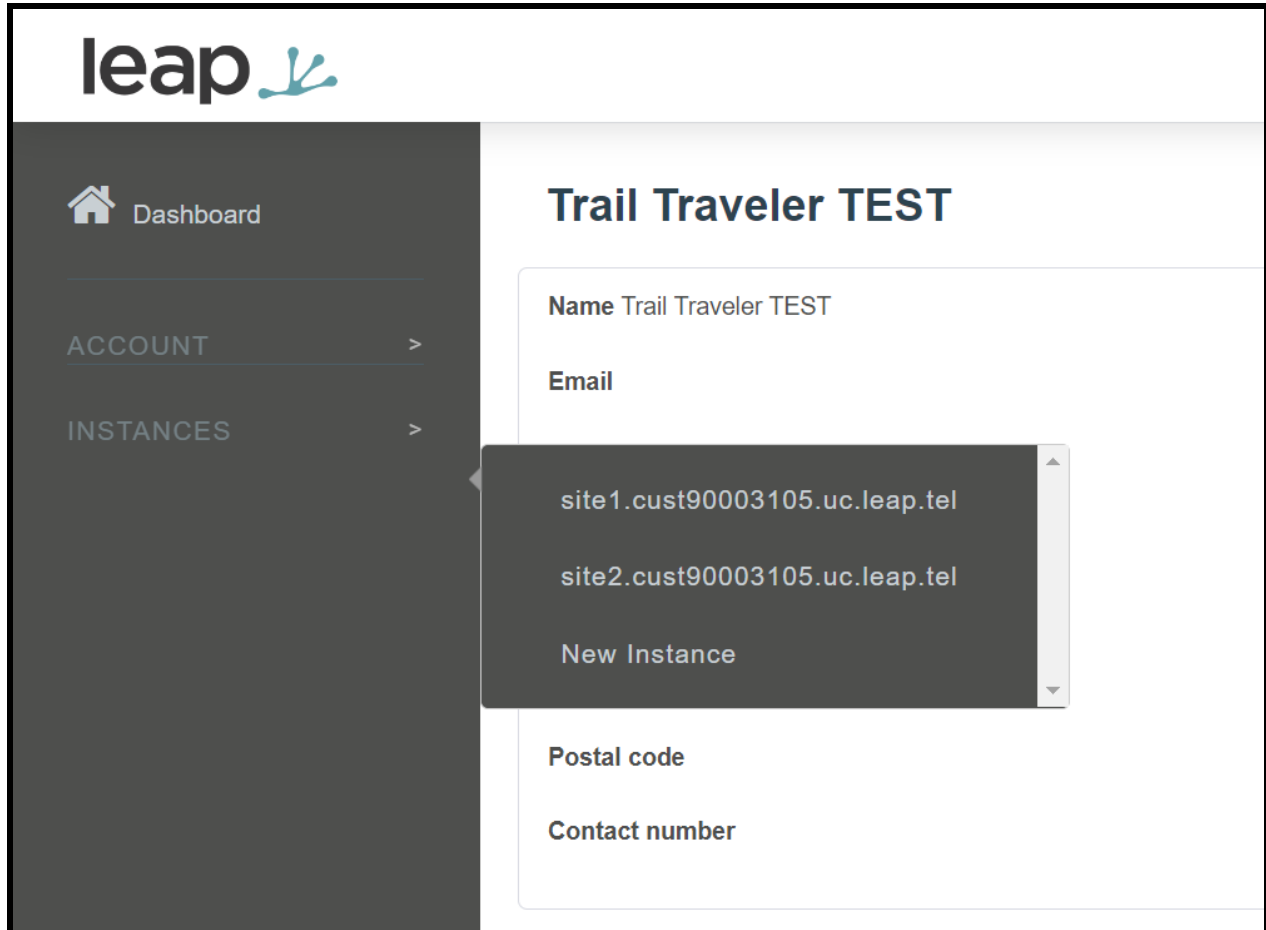 leap
Dashboard
ACCOUNT >
INSTANCES >
Trail Traveler TEST
Name Trail Traveler TEST
Email
site1.cust90003105.uc.leap.tel
site2.cust90003105.uc.leap.tel
New Instance
Postal code
Contact number